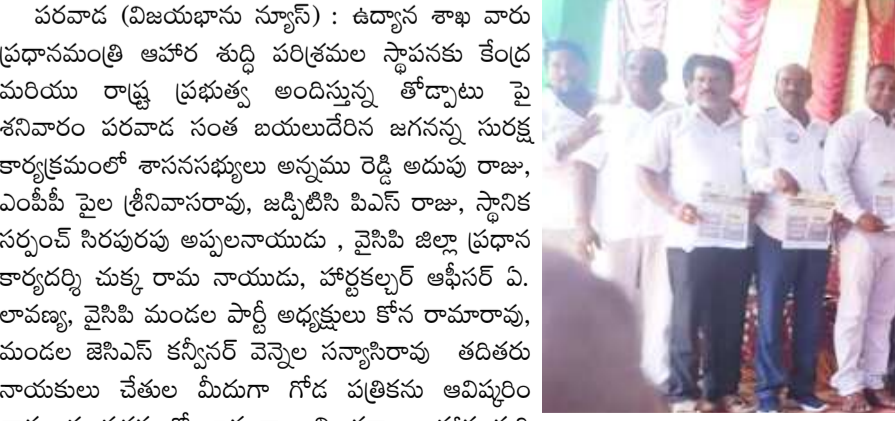 పరవాడ (విజయభాను న్యూస్) : ఉద్యాన శాఖ వారు
ప్రధానమంత్రి ఆహార శుద్ధి పరిశ్రమల స్థాపనకు కేంద్ర
మరియు రాష్ట్ర ప్రభుత్వ అందిస్తున్న తోడ్పాటు పై
శనివారం పరవాడ సంత బయలుదేరిన జగనన్న సురక్ష
కార్యక్రమంలో శాసనసభ్యులు అన్నము రెడ్డి అదుపు రాజు,
ఎంపీపీ పైల శ్రీనివాసరావు, జడ్పిటిసి పిఎస్ రాజు, స్థానిక
సర్పంచ్ సిరపురపు అప్పలనాయుడు , వైసిపి జిల్లా ప్రధాన
కార్యదర్శి చుక్క రామ నాయుడు, హార్టకల్చర్ ఆఫీసర్ ఏ.
లావణ్య, వైసిపి మండల పార్టీ అధ్యక్షులు కోన రామారావు,
మండల జెసిఎస్ కన్వీనర్ వెన్నెల సన్యాసిరావు తదితరు
నాయకులు చేతుల మీదుగా గోడ పత్రికను ఆవిష్కరిం